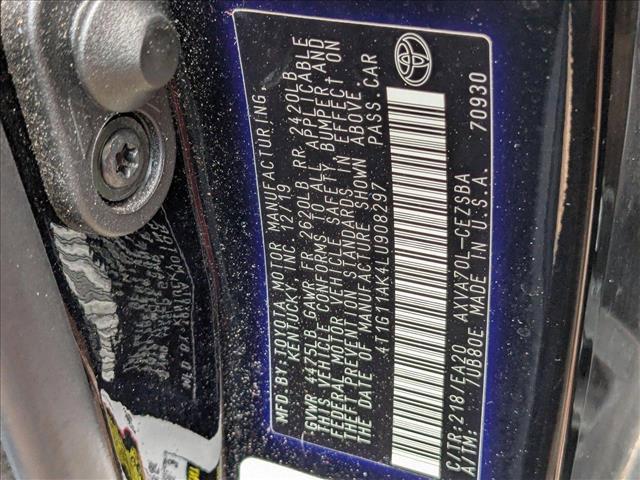 MFD. BY: TOYOTA MOTOR MANUFACTURING,
KENTUCKY, INC. 12/19
GVWR 4475LB GAWR FR 2620LB RR 2420LB
THIS VEHICLE CONFORMS TO ALL APPLICABLE
FEDERAL MOTOR VEHICLE SAFETY, BUMPER AND
THEFT PREVENTION STANDARDS IN EFFECT ON
THE DATE OF MANUFACTURE SHOWN ABOVE.
4T1G11AK4LU908297 PASS. CAR
C/TR: 218/EA20 AXVA70L-CEZSBA
A/TM: /UB80E MADE IN U.S.A. 70930